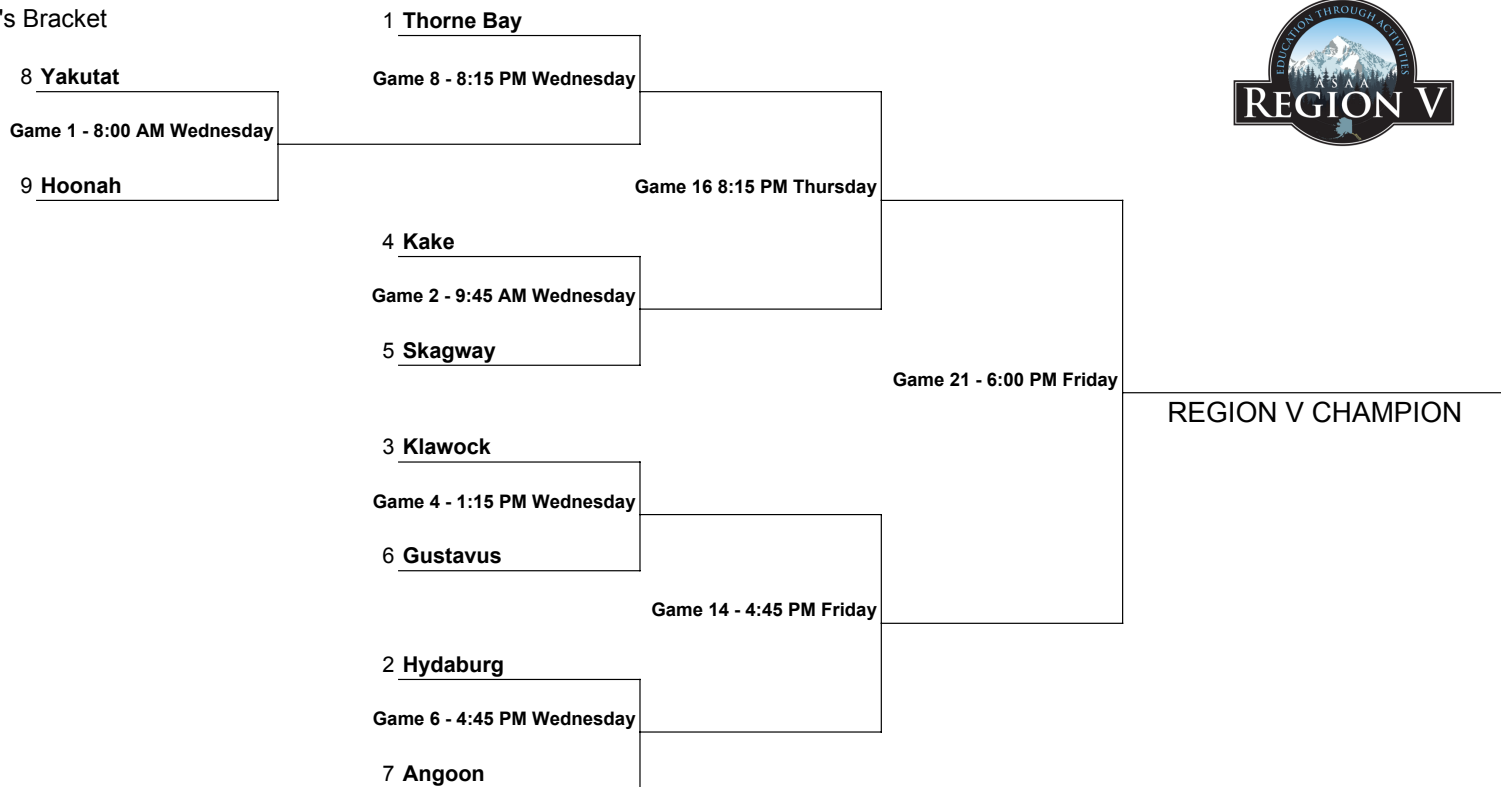 's Bracket
1 Thorne Bay
8 Yakutat
Game 8 - 8:15 PM Wednesday
Game 1 - 8:00 AM Wednesday
9 Hoonah
Game 16 8:15 PM Thursday
4 Kake
Game 2 - 9:45 AM Wednesday
5 Skagway
Game 21 - 6:00 PM Friday
REGION V CHAMPION
3 Klawock
Game 4 - 1:15 PM Wednesday
6 Gustavus
Game 14 - 4:45 PM Friday
2 Hydaburg
Game 6 - 4:45 PM Wednesday
7 Angoon
EDUCATION THROUGH ACTIVITIES
ASAA
REGION V